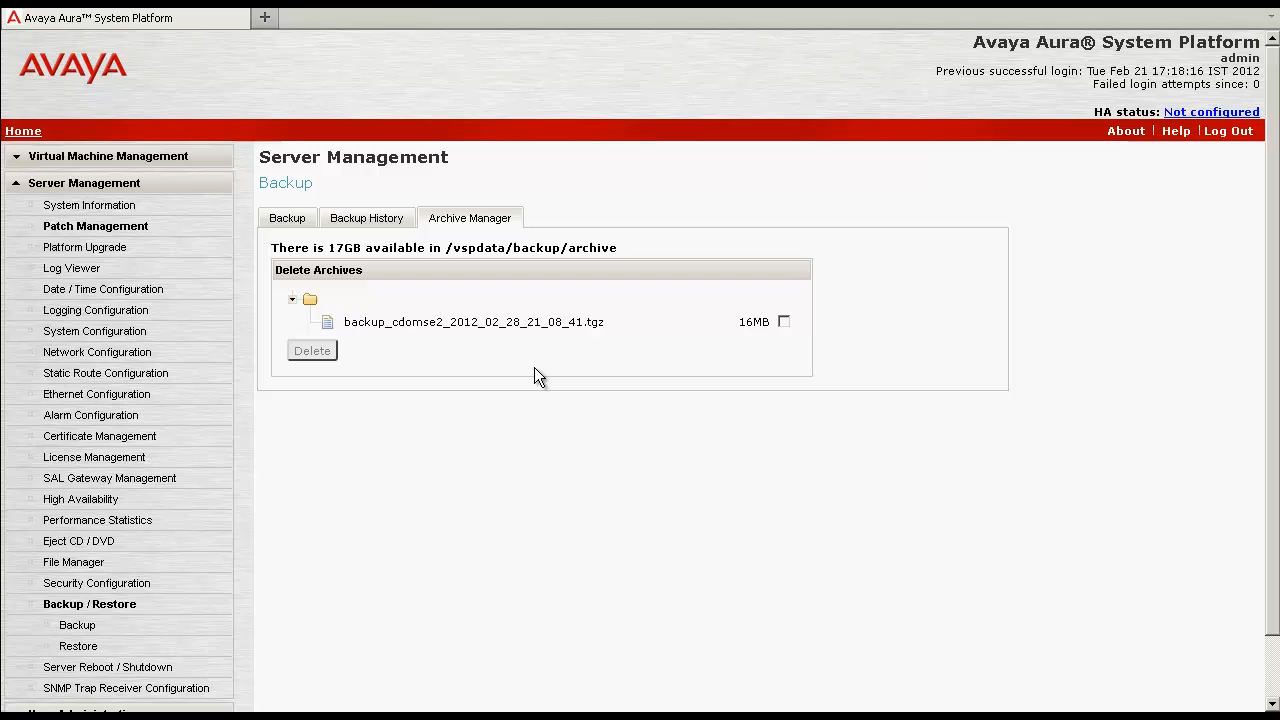 Avaya Aura™ System Platform
+
AVAYA
Avaya Aura® System Platform
admin
Previous successful login: Tue Feb 21 17:18:16 IST 2012
Failed login attempts since: 0
HA status: Not configured
Home
About | Help | Log Out
Virtual Machine Management
Server Management
System Information
Patch Management
Platform Upgrade
Log Viewer
Date / Time Configuration
Logging Configuration
System Configuration
Network Configuration
Static Route Configuration
Ethernet Configuration
Alarm Configuration
Certificate Management
License Management
SAL Gateway Management
High Availability
Performance Statistics
Eject CD / DVD
File Manager
Security Configuration
Backup / Restore
Backup
Restore
Server Reboot / Shutdown
SNMP Trap Receiver Configuration
Server Management
Backup
Backup
Backup History
Archive Manager
There is 17GB available in /vspdata/backup/archive
Delete Archives
backup_cdomse2_2012_02_28_21_08_41.tgz 16MB
Delete